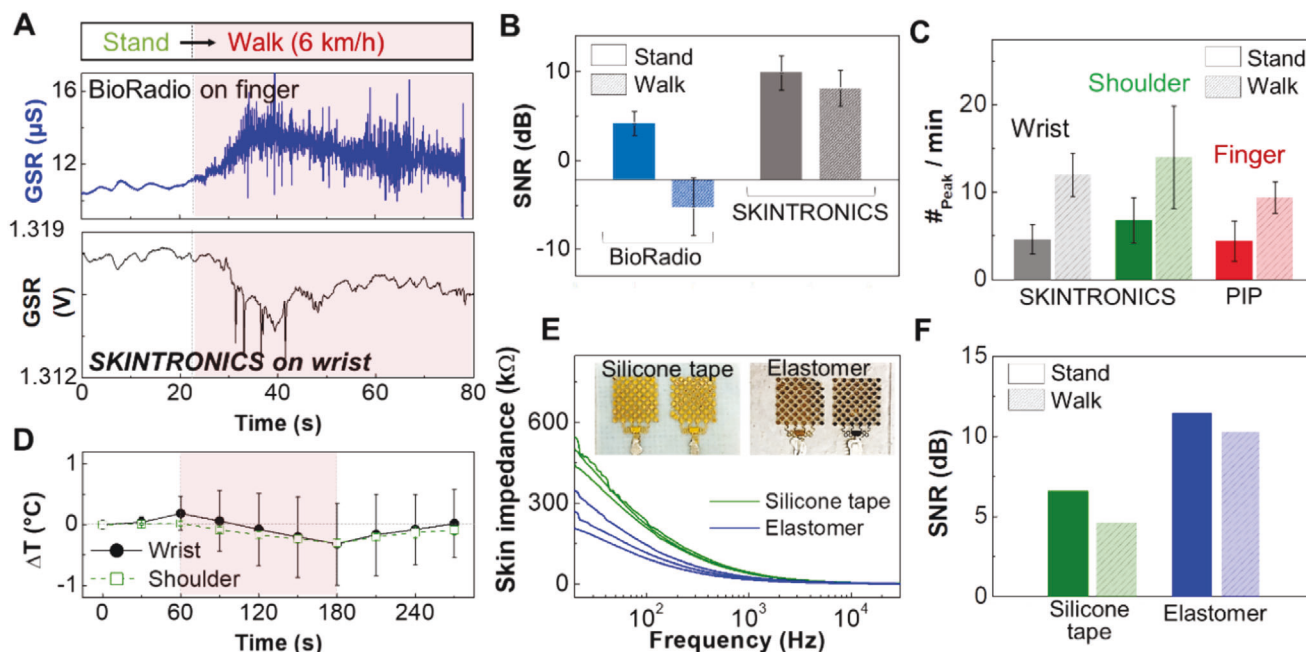 A
Stand → Walk (6 km/h)
16
BioRadio on finger
GSR (µS)
12
1.319
GSR
(V)
SKINTRONICS on wrist
1.312
0 20 40 60 80
Time (s)
B
Stand
Walk
10
0
-10
SNR (dB)
SKINTRONICS
BioRadio
C
Stand
Walk
20
10
0
#Peak / min
Shoulder
Wrist
Finger
SKINTRONICS PIP
D
1
0
-1
ΔT (°C)
Wrist
Shoulder
0 60 120 180 240
Time (s)
E
Silicone tape Elastomer
600
300
0
Skin impedance (kΩ)
Silicone tape
Elastomer
10² 10³ 10⁴
Frequency (Hz)
F
15
10
5
0
SNR (dB)
Stand
Walk
Silicone
tape
Elastomer